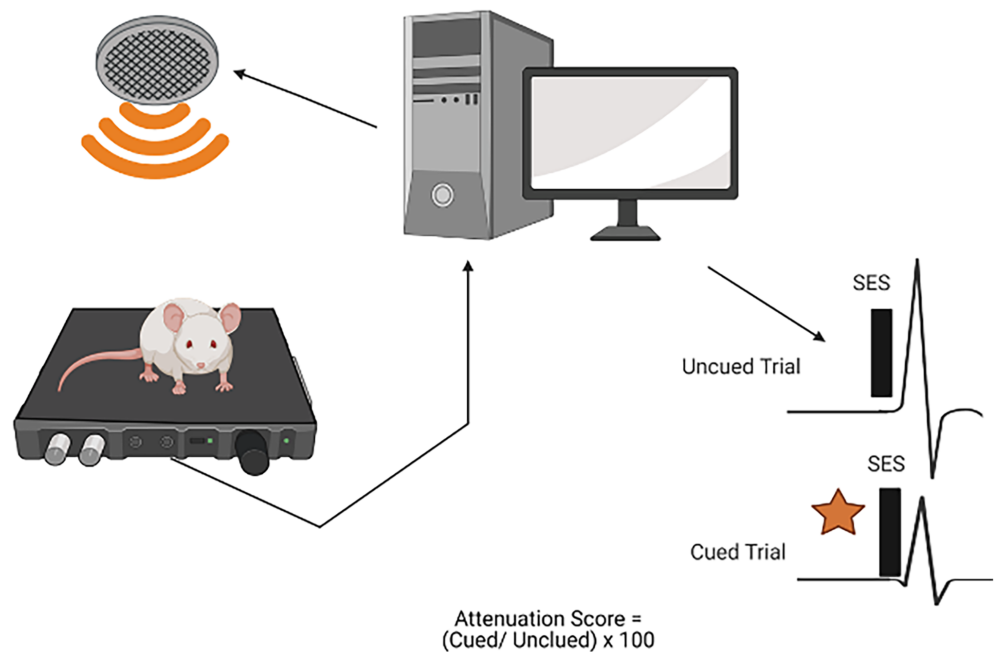 SES
Uncued Trial
SES
Cued Trial
Attenuation Score =
(Cued/ Unclued) x 100